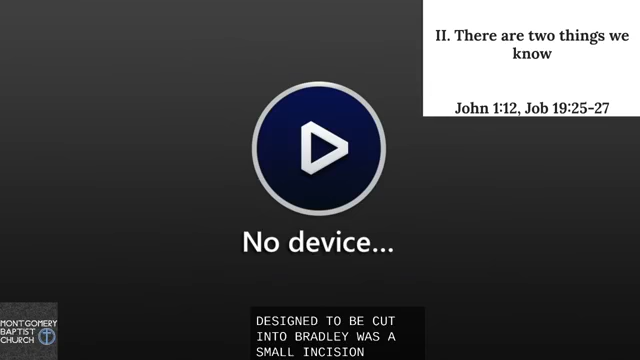 II. There are two things we
know
John 1:12, Job 19:25-27
No device...
MONTGOMERY
BAPTIST
CHURCH
DESIGNED TO BE CUT
INTO BRADLEY WAS A
SMALL INCISION